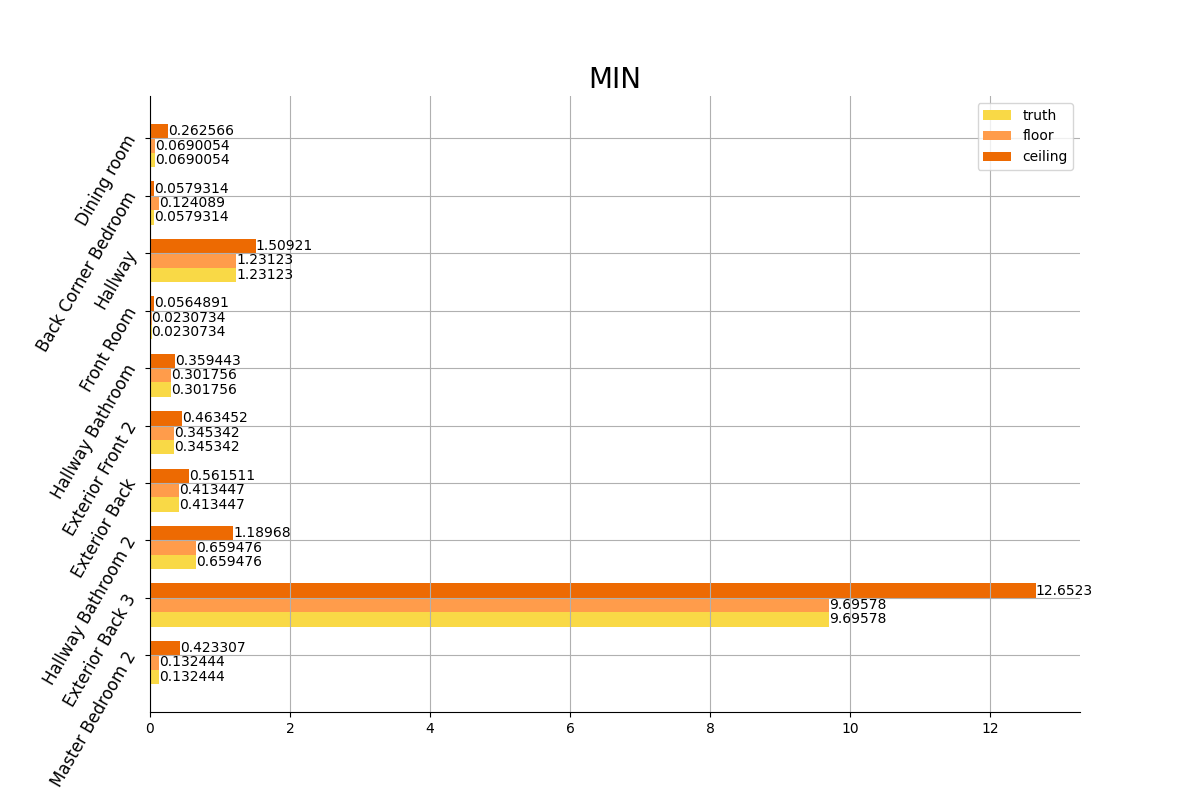 MIN
truth
floor
ceiling
Dining room
0.262566
0.0690054
0.0690054
Back Corner Bedroom
0.0579314
0.124089
0.0579314
Hallway
1.50921
1.23123
1.23123
Front Room
0.0564891
0.0230734
0.0230734
Hallway Bathroom
0.359443
0.301756
0.301756
Exterior Front 2
0.463452
0.345342
0.345342
Exterior Back
0.561511
0.413447
0.413447
Hallway Bathroom 2
1.18968
0.659476
0.659476
Exterior Back 3
12.6523
9.69578
9.69578
Master Bedroom 2
0.423307
0.132444
0.132444
0 2 4 6 8 10 12